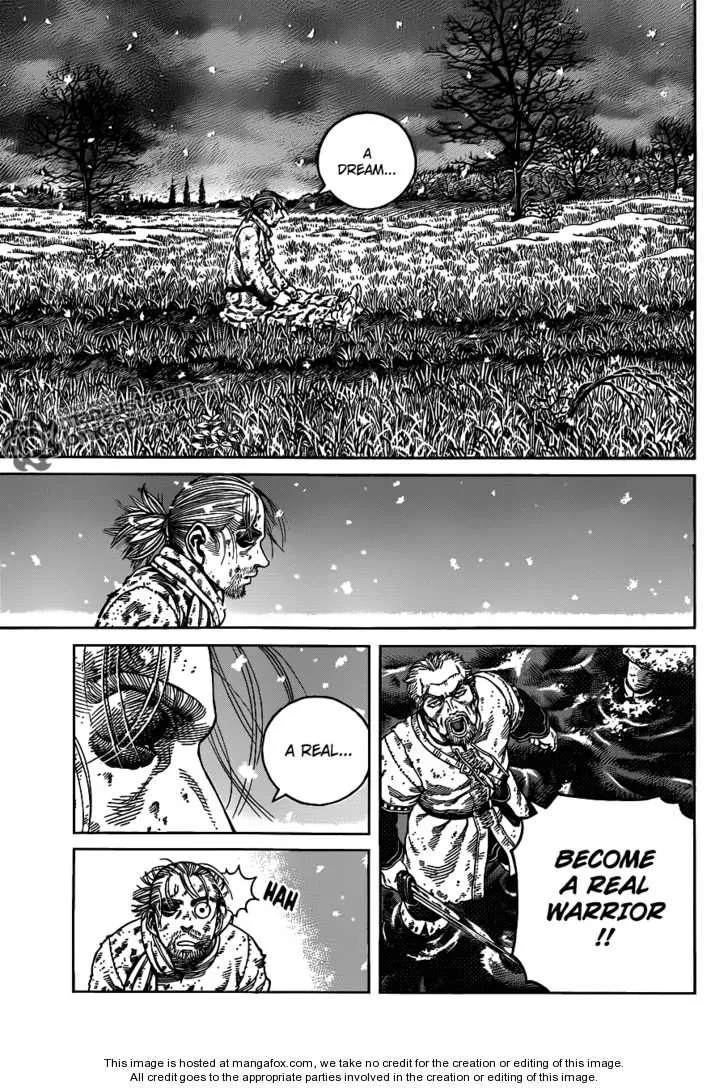 A
DREAM...
A REAL...
BECOME
A REAL
WARRIOR
!!
HAH
This image is hosted at mangafox.com, we take no credit for the creation or editing of this image.
All credit goes to the appropriate parties involved in the creation or editing of this image.